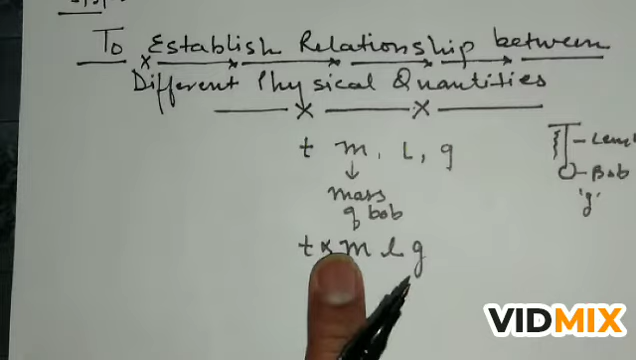 To Establish Relationship between
Different Physical Quantities
t m, l, g
mass
of bob
t ∝ m l g
Bob
'g'
VIDMIX